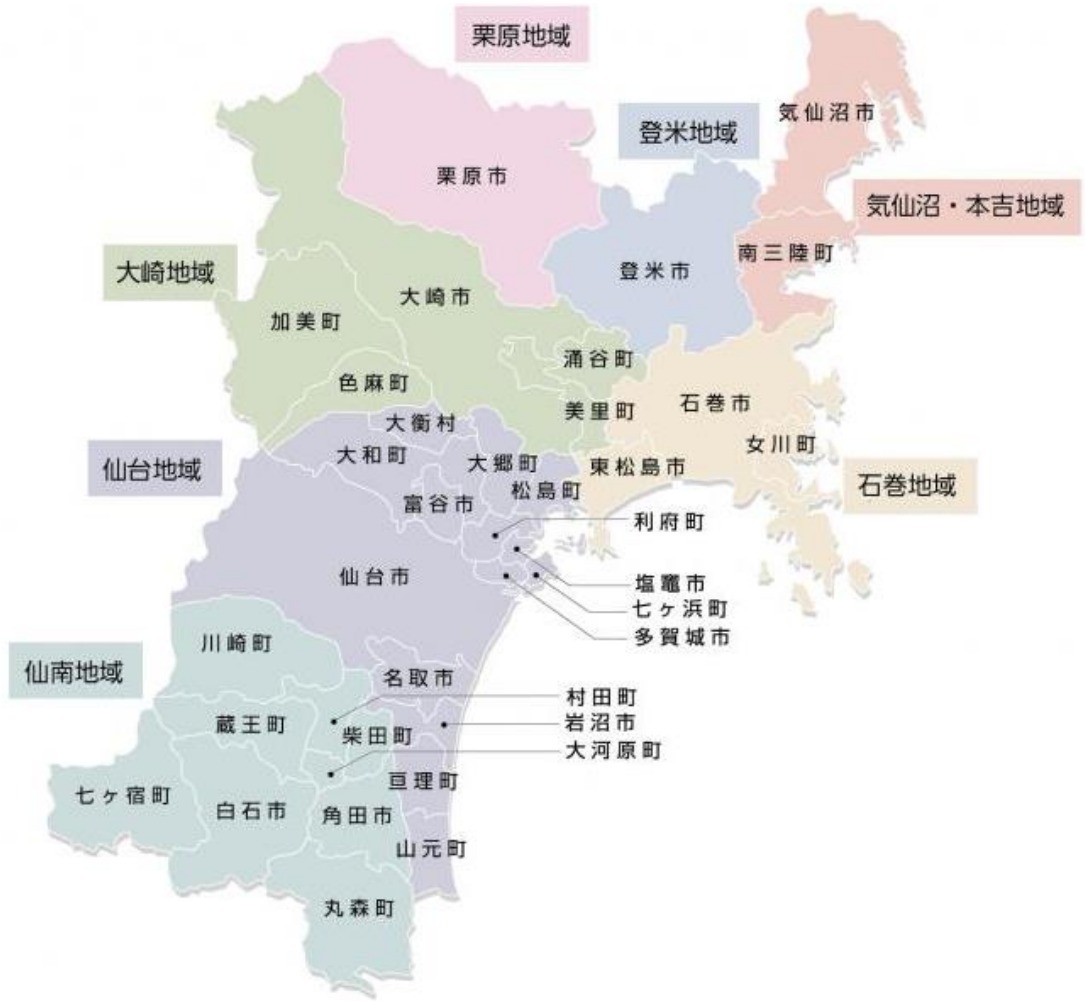 栗原地域
気仙沼市
登米地域
栗原市
気仙沼・本吉地域
南三陸町
大崎地域
登米市
大崎市
加美町
涌谷町
色麻町
石巻市
美里町
大衡村
女川町
大和町
大郷町
東松島市
仙台地域
松島町
石巻地域
富谷市
利府町
仙台市
塩竈市
七ヶ浜町
多賀城市
川崎町
仙南地域
名取市
村田町
蔵王町
岩沼市
柴田町
大河原町
亘理町
七ヶ宿町
白石市
角田市
山元町
丸森町